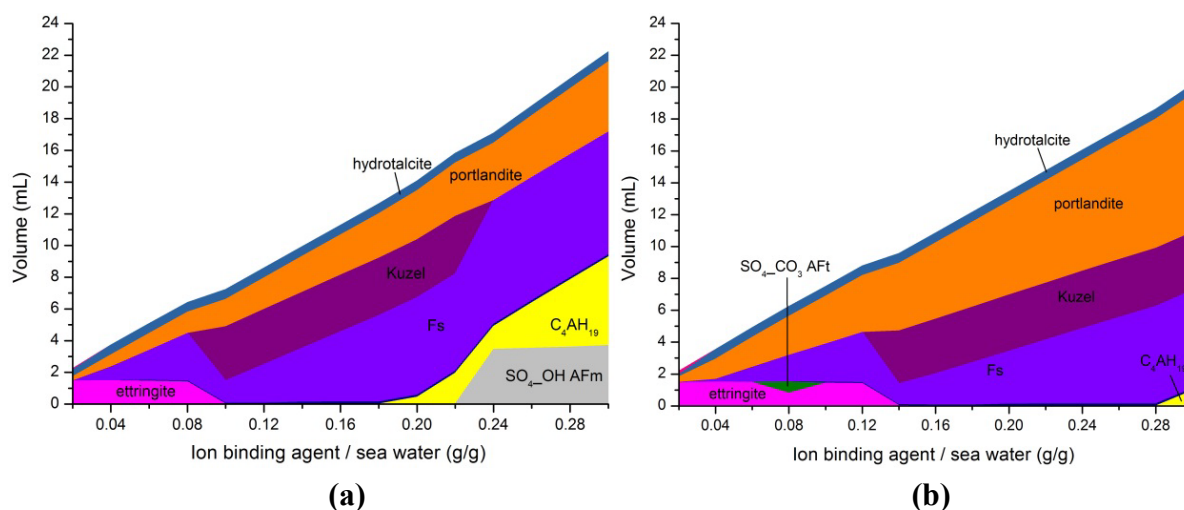 24
22
20
18
16
14
12
10
8
6
4
2
0
Volume (mL)
hydrotalcite
portlandite
Kuzel
Fs
C₄AH₁₉
SO₄_OH AFm
ettringite
0.04 0.08 0.12 0.16 0.20 0.24 0.28
Ion binding agent / sea water (g/g)
(a)
24
22
20
18
16
14
12
10
8
6
4
2
0
Volume (mL)
hydrotalcite
portlandite
SO₄_CO₃ AFt
Kuzel
Fs
C₄AH₁₉
ettringite
0.04 0.08 0.12 0.16 0.20 0.24 0.28
Ion binding agent / sea water (g/g)
(b)